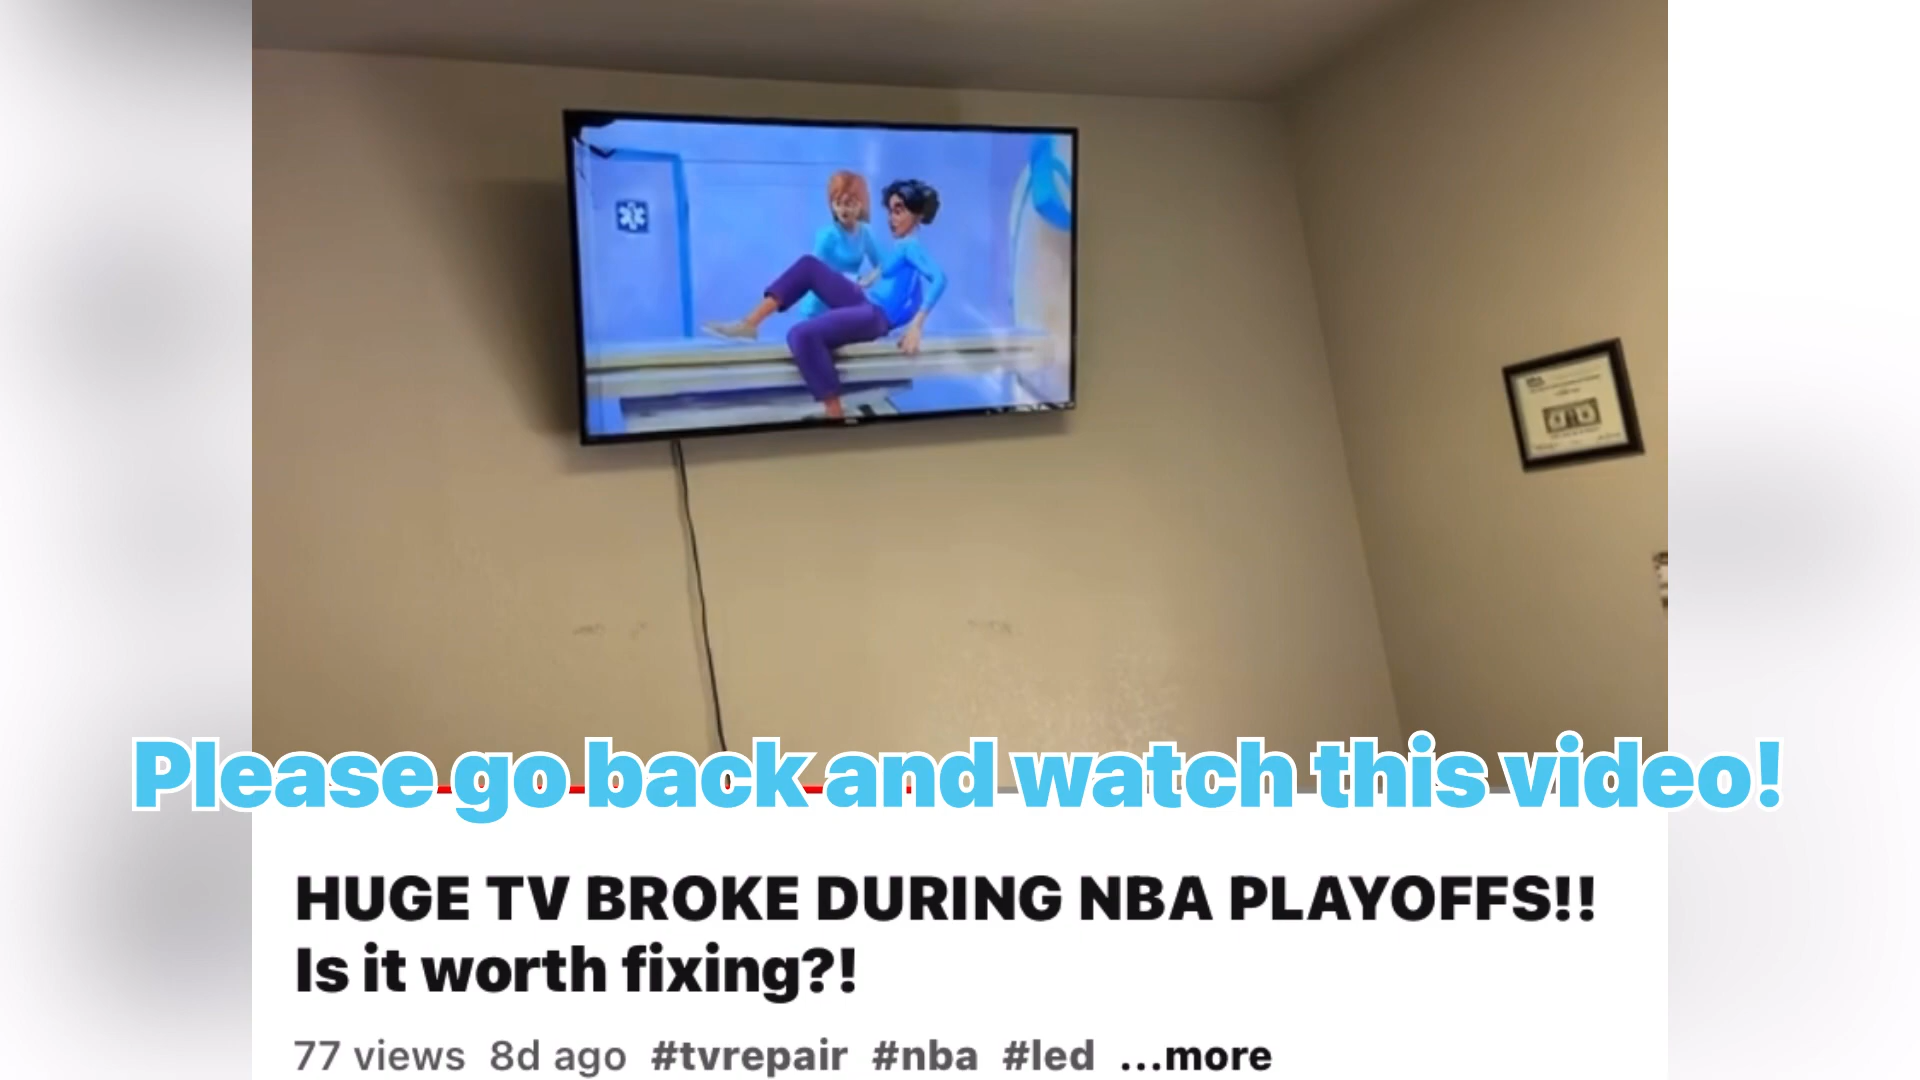 Please go back and watch this video!
HUGE TV BROKE DURING NBA PLAYOFFS!!
Is it worth fixing?!
77 views 8d ago #tvrepair #nba #led ...more